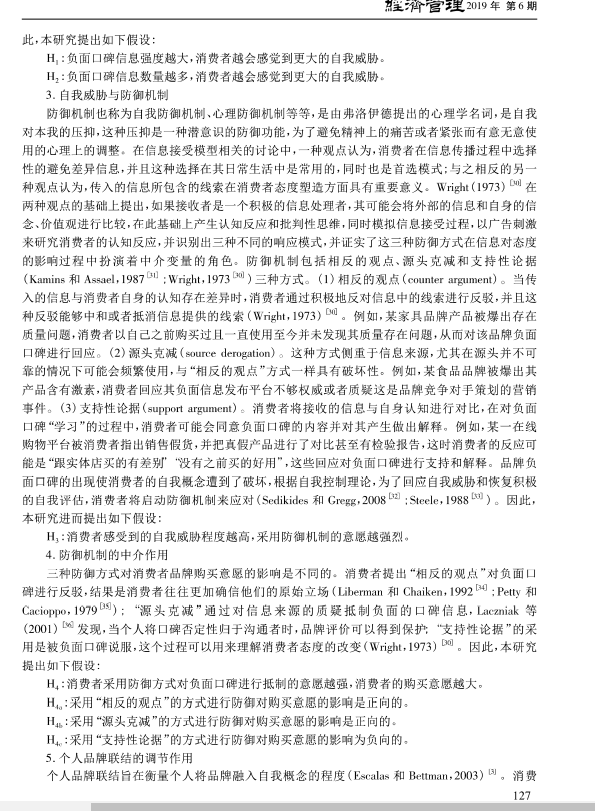 經濟管理 2019 年 第 6 期
此,本研究提出如下假设:
H₁:负面口碑信息强度越大,消费者越会感觉到更大的自我威胁。
H₂:负面口碑信息数量越多,消费者越会感觉到更大的自我威胁。
3. 自我威胁与防御机制
防御机制也称为自我防御机制、心理防御机制等等,是由弗洛伊德提出的心理学名词,是自我
对本我的压抑,这种压抑是一种潜意识的防御功能,为了避免精神上的痛苦或者紧张而有意无意使
用的心理上的调整。在信息接受模型相关的讨论中,一种观点认为,消费者在信息传播过程中选择
性的避免差异信息,并且这种选择在其日常生活中是常用的,同时也是首选模式;与之相反的另一
种观点认为,传入的信息所包含的线索在消费者态度塑造方面具有重要意义。Wright(1973)[30]在
两种观点的基础上提出,如果接收者是一个积极的信息处理者,其可能会将外部的信息和自身的信
念、价值观进行比较,在此基础上产生认知反应和批判性思维,同时模拟信息接受过程,以广告刺激
来研究消费者的认知反应,并识别出三种不同的响应模式,并证实了这三种防御方式在信息对态度
的影响过程中扮演着中介变量的角色。防御机制包括相反的观点、源头克减和支持性论据
(Kamins 和 Assael,1987[31];Wright,1973[30])三种方式。(1)相反的观点(counter argument)。当传
入的信息与消费者自身的认知存在差异时,消费者通过积极地反对信息中的线索进行反驳,并且这
种反驳能够中和或者抵消信息提供的线索(Wright,1973)[30]。例如,某家具品牌产品被爆出存在
质量问题,消费者以自己之前购买过且一直使用至今并未发现其质量存在问题,从而对该品牌负面
口碑进行回应。(2)源头克减(source derogation)。这种方式侧重于信息来源,尤其在源头并不可
靠的情况下可能会频繁使用,与“相反的观点”方式一样具有破坏性。例如,某食品品牌被爆出其
产品含有激素,消费者回应其负面信息发布平台不够权威或者质疑这是品牌竞争对手策划的营销
事件。(3)支持性论据(support argument)。消费者将接收的信息与自身认知进行对比,在对负面
口碑“学习”的过程中,消费者可能会同意负面口碑的内容并对其产生做出解释。例如,某一在线
购物平台被消费者指出销售假货,并把真假产品进行了对比甚至有检验报告,这时消费者的反应可
能是“跟实体店买的有差别”“没有之前买的好用”,这些回应对负面口碑进行支持和解释。品牌负
面口碑的出现使消费者的自我概念遭到了破坏,根据自我控制理论,为了回应自我威胁和恢复积极
的自我评估,消费者将启动防御机制来应对(Sedikides 和 Gregg,2008[32];Steele,1988[33])。因此,
本研究进而提出如下假设:
H₃:消费者感受到的自我威胁程度越高,采用防御机制的意愿越强烈。
4. 防御机制的中介作用
三种防御方式对消费者品牌购买意愿的影响是不同的。消费者提出“相反的观点”对负面口
碑进行反驳,结果是消费者往往更加确信他们的原始立场(Liberman 和 Chaiken,1992[34];Petty 和
Cacioppo,1979[35]);“源头克减”通过对信息来源的质疑抵制负面的口碑信息,Laczniak 等
(2001)[36]发现,当个人将口碑否定性归于沟通者时,品牌评价可以得到保护;“支持性论据”的采
用是被负面口碑说服,这个过程可以用来理解消费者态度的改变(Wright,1973)[30]。因此,本研究
提出如下假设:
H₄:消费者采用防御方式对负面口碑进行抵制的意愿越强,消费者的购买意愿越大。
H₄ₐ:采用“相反的观点”的方式进行防御对购买意愿的影响是正向的。
H₄b:采用“源头克减”的方式进行防御对购买意愿的影响是正向的。
H₄c:采用“支持性论据”的方式进行防御对购买意愿的影响为负向的。
5. 个人品牌联结的调节作用
个人品牌联结旨在衡量个人将品牌融入自我概念的程度(Escalas 和 Bettman,2003)[3]。消费
127